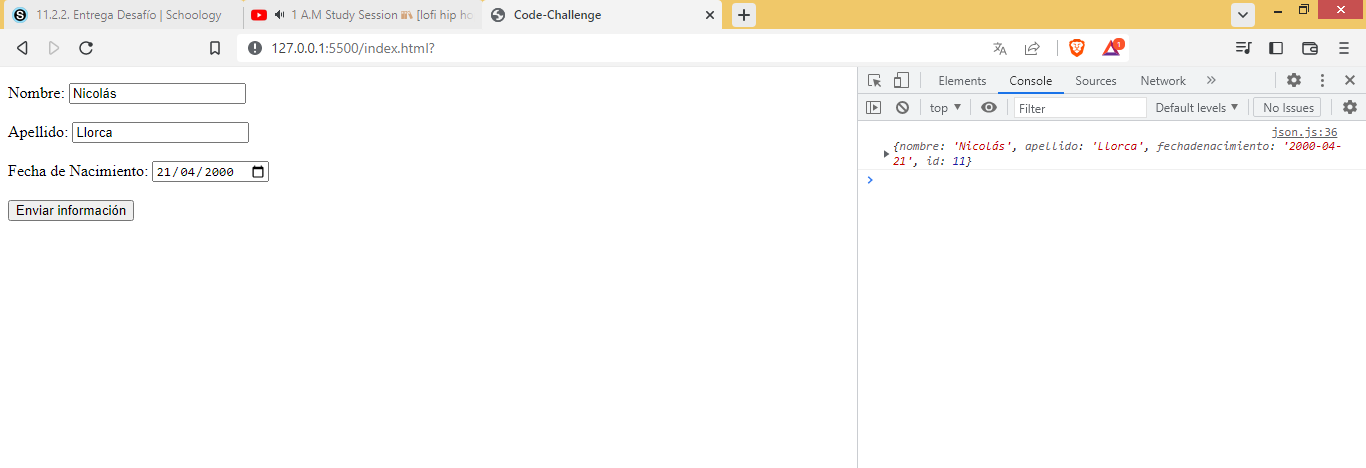 11.2.2. Entrega Desafío | Schoology
1 A.M Study Session [lofi hip ho
Code-Challenge
127.0.0.1:5500/index.html?
1
Nombre: Nicolás
Apellido: Llorca
Fecha de Nacimiento: 21/04/2000
Enviar información
Elements Console Sources Network »
top ▼ Filter Default levels ▼ No Issues
json.js:36
{nombre: 'Nicolás', apellido: 'Llorca', fechadenacimiento: '2000-04-
21', id: 11}